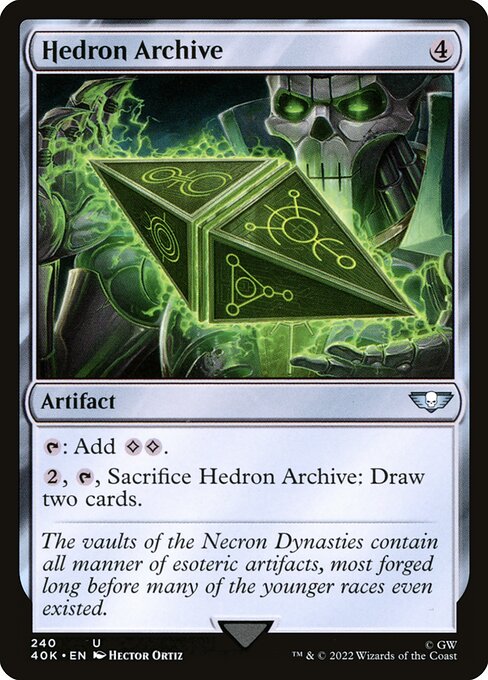 Hedron Archive 4
Artifact
: Add .
2, , Sacrifice Hedron Archive: Draw
two cards.
The vaults of the Necron Dynasties contain
all manner of esoteric artifacts, most forged
long before many of the younger races even
existed.
240 U © GW
40K • EN Hector Ortiz ™ & © 2022 Wizards of the Coast